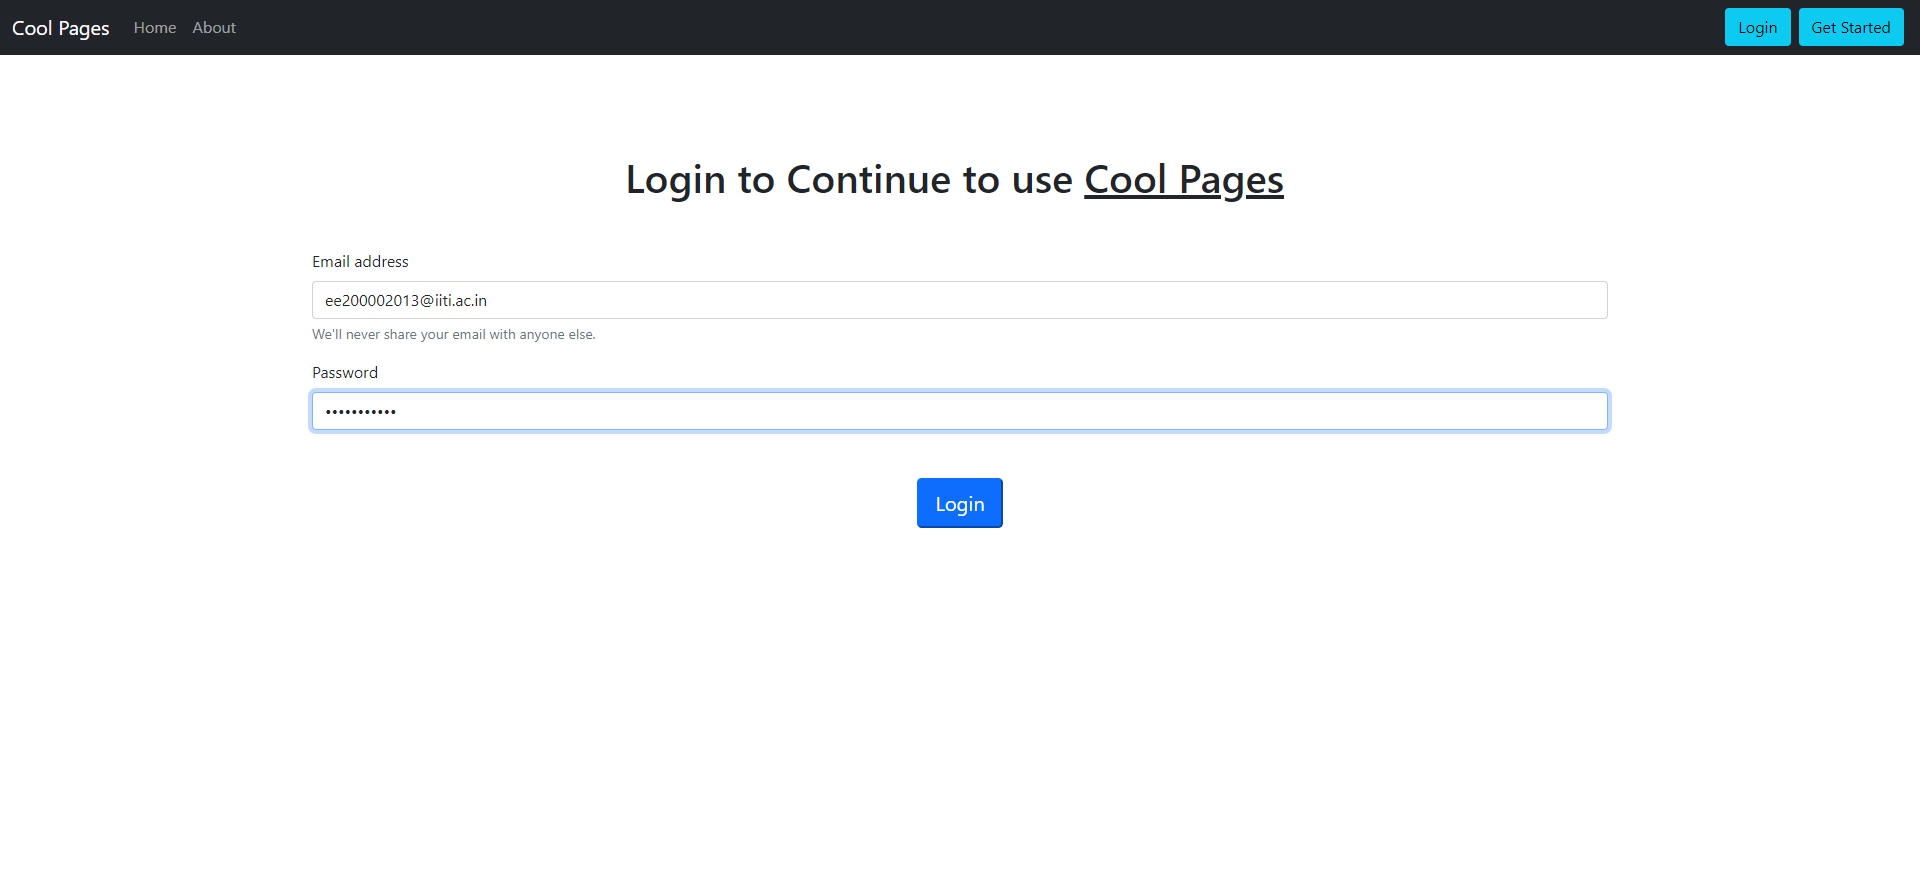 Cool Pages Home About Login Get Started
Login to Continue to use Cool Pages
Email address
ee200002013@iiti.ac.in
We'll never share your email with anyone else.
Password
•••••••••••
Login